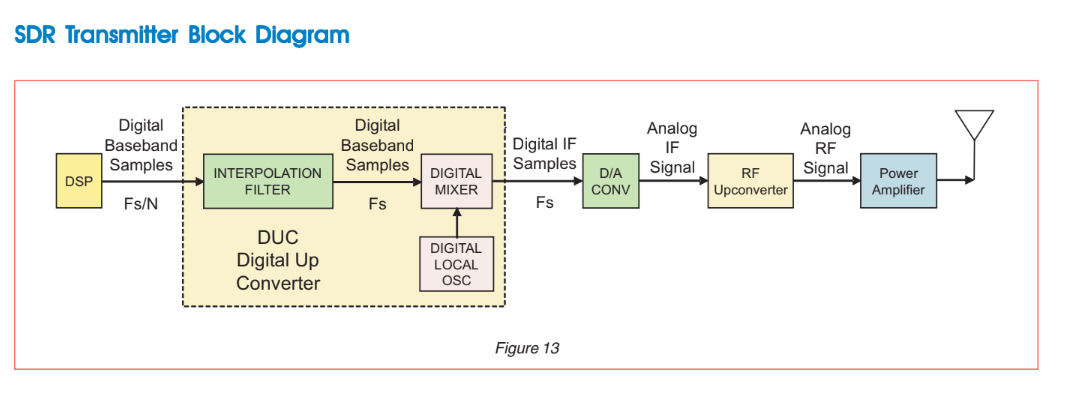 SDR Transmitter Block Diagram
Digital
Baseband
Samples
Digital
Baseband
Samples
Digital IF
Samples
Analog
IF
Signal
Analog
RF
Signal
DSP
INTERPOLATION
FILTER
DIGITAL
MIXER
D/A
CONV
RF
Upconverter
Power
Amplifier
Fs/N
Fs
Fs
DUC
Digital Up
Converter
DIGITAL
LOCAL
OSC
Figure 13